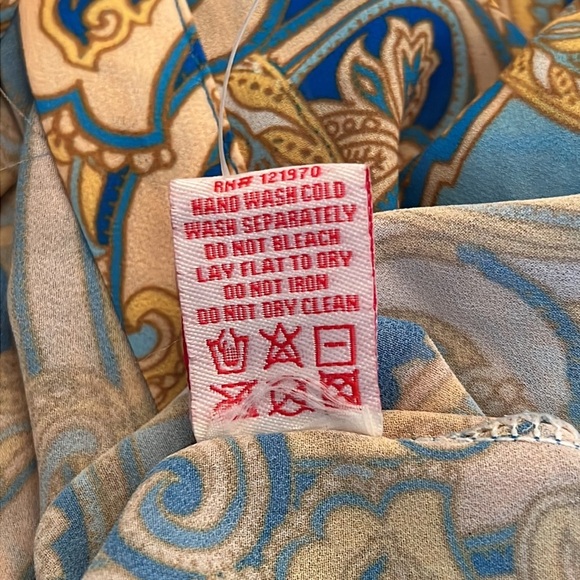 RN# 121970
HAND WASH COLD
WASH SEPARATELY
DO NOT BLEACH
LAY FLAT TO DRY
DO NOT IRON
DO NOT DRY CLEAN